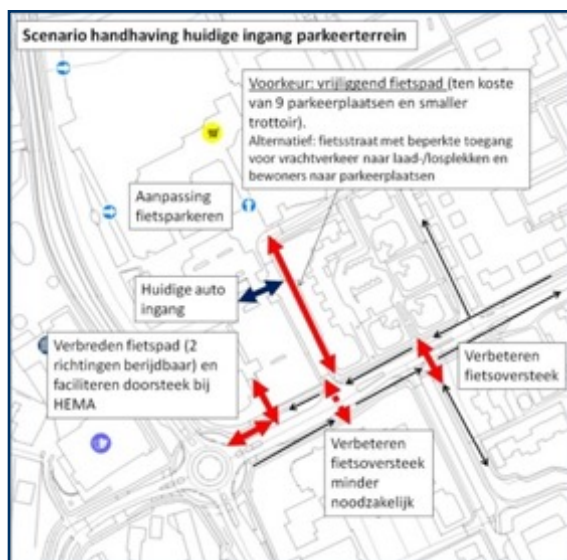 Scenario handhaving huidige ingang parkeerterrein
Voorkeur: vrijliggend fietspad (ten koste
van 9 parkeerplaatsen en smaller
trottoir).
Alternatief: fietsstraat met beperkte toegang
voor vrachtverkeer naar laad-/losplekken en
bewoners naar parkeerplaatsen
Aanpassing
fietsparkeren
Huidige auto
ingang
Verbreden fietspad (2
richtingen berijdbaar) en
faciliteren doorsteek bij
HEMA
Verbeteren
fietsoversteek
Verbeteren
fietsoversteek
minder
noodzakelijk